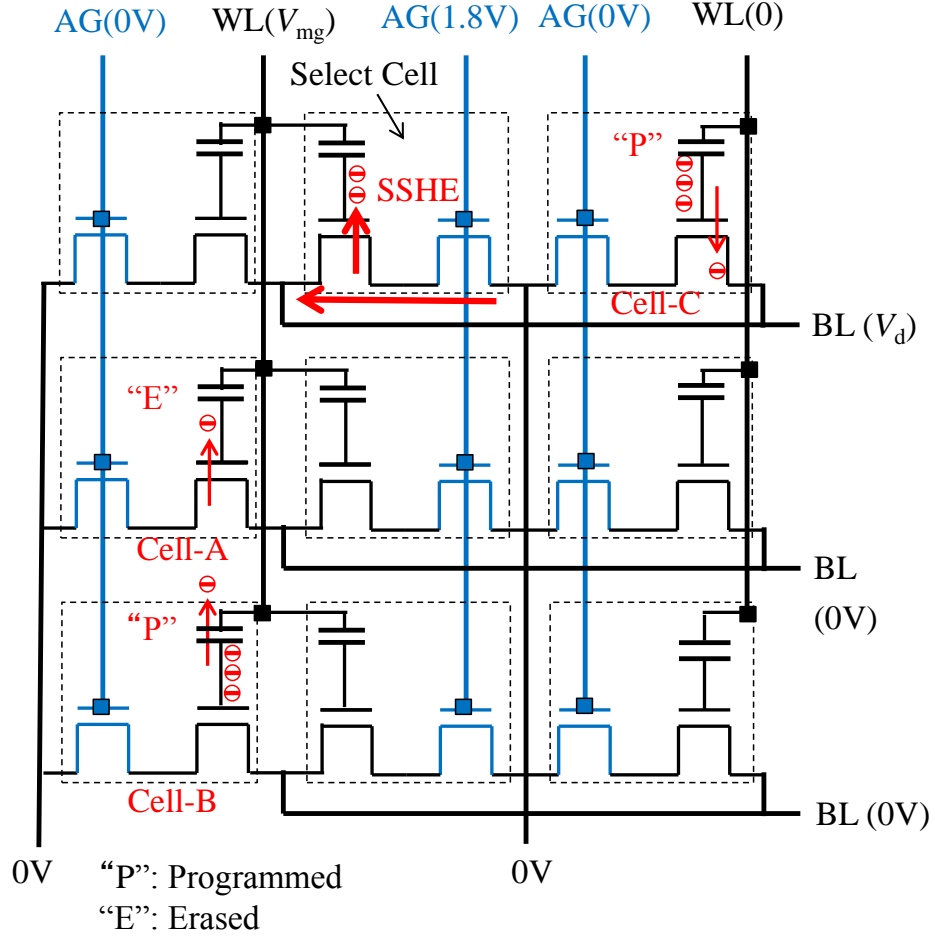 AG(0V) WL(Vmg) AG(1.8V) AG(0V) WL(0)
Select Cell
“P”
SSHE
Cell-C
BL (Vd)
“E”
Cell-A
BL
(0V)
“P”
Cell-B
BL (0V)
0V 0V
“P”: Programmed
“E”: Erased